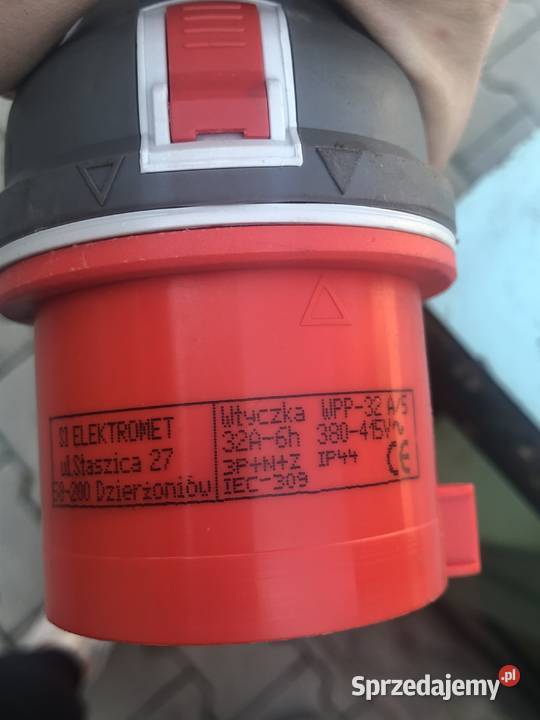 SI ELEKTROMET
ul.Staszica 27
58-200 Dzierżoniów
Wtyczka WPP-32 A/5
32A-6h 380-415V~
3P+N+Z IP44 CE
IEC-309
Sprzedajemy.pl